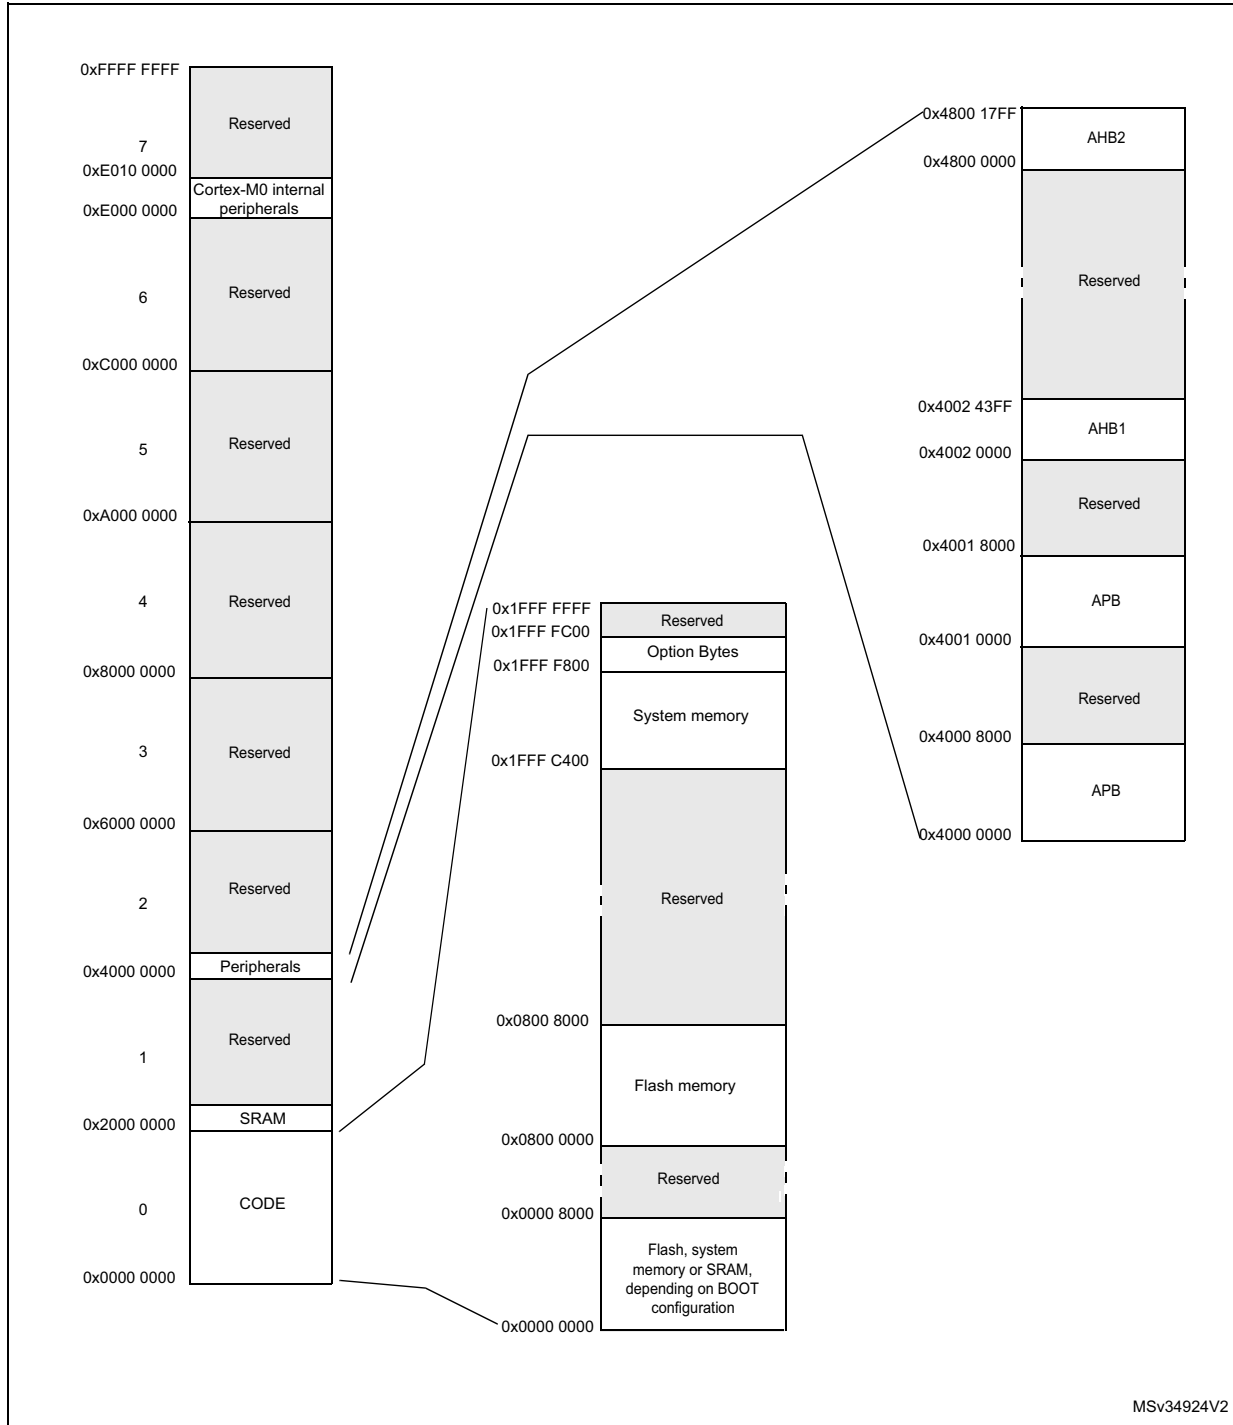 0xFFFF FFFF
Reserved
7
0xE010 0000
Cortex-M0 internal
peripherals
0xE000 0000
Reserved
6
0xC000 0000
Reserved
5
0xA000 0000
Reserved
4
0x8000 0000
Reserved
3
0x6000 0000
Reserved
2
0x4000 0000
Peripherals
Reserved
1
0x2000 0000
SRAM
CODE
0
0x0000 0000
0x1FFF FFFF
Reserved
0x1FFF FC00
Option Bytes
0x1FFF F800
System memory
0x1FFF C400
Reserved
0x0800 8000
Flash memory
0x0800 0000
Reserved
0x0000 8000
Flash, system
memory or SRAM,
depending on BOOT
configuration
0x0000 0000
0x4800 17FF
AHB2
0x4800 0000
Reserved
0x4002 43FF
AHB1
0x4002 0000
Reserved
0x4001 8000
APB
0x4001 0000
Reserved
0x4000 8000
APB
0x4000 0000
MSv34924V2